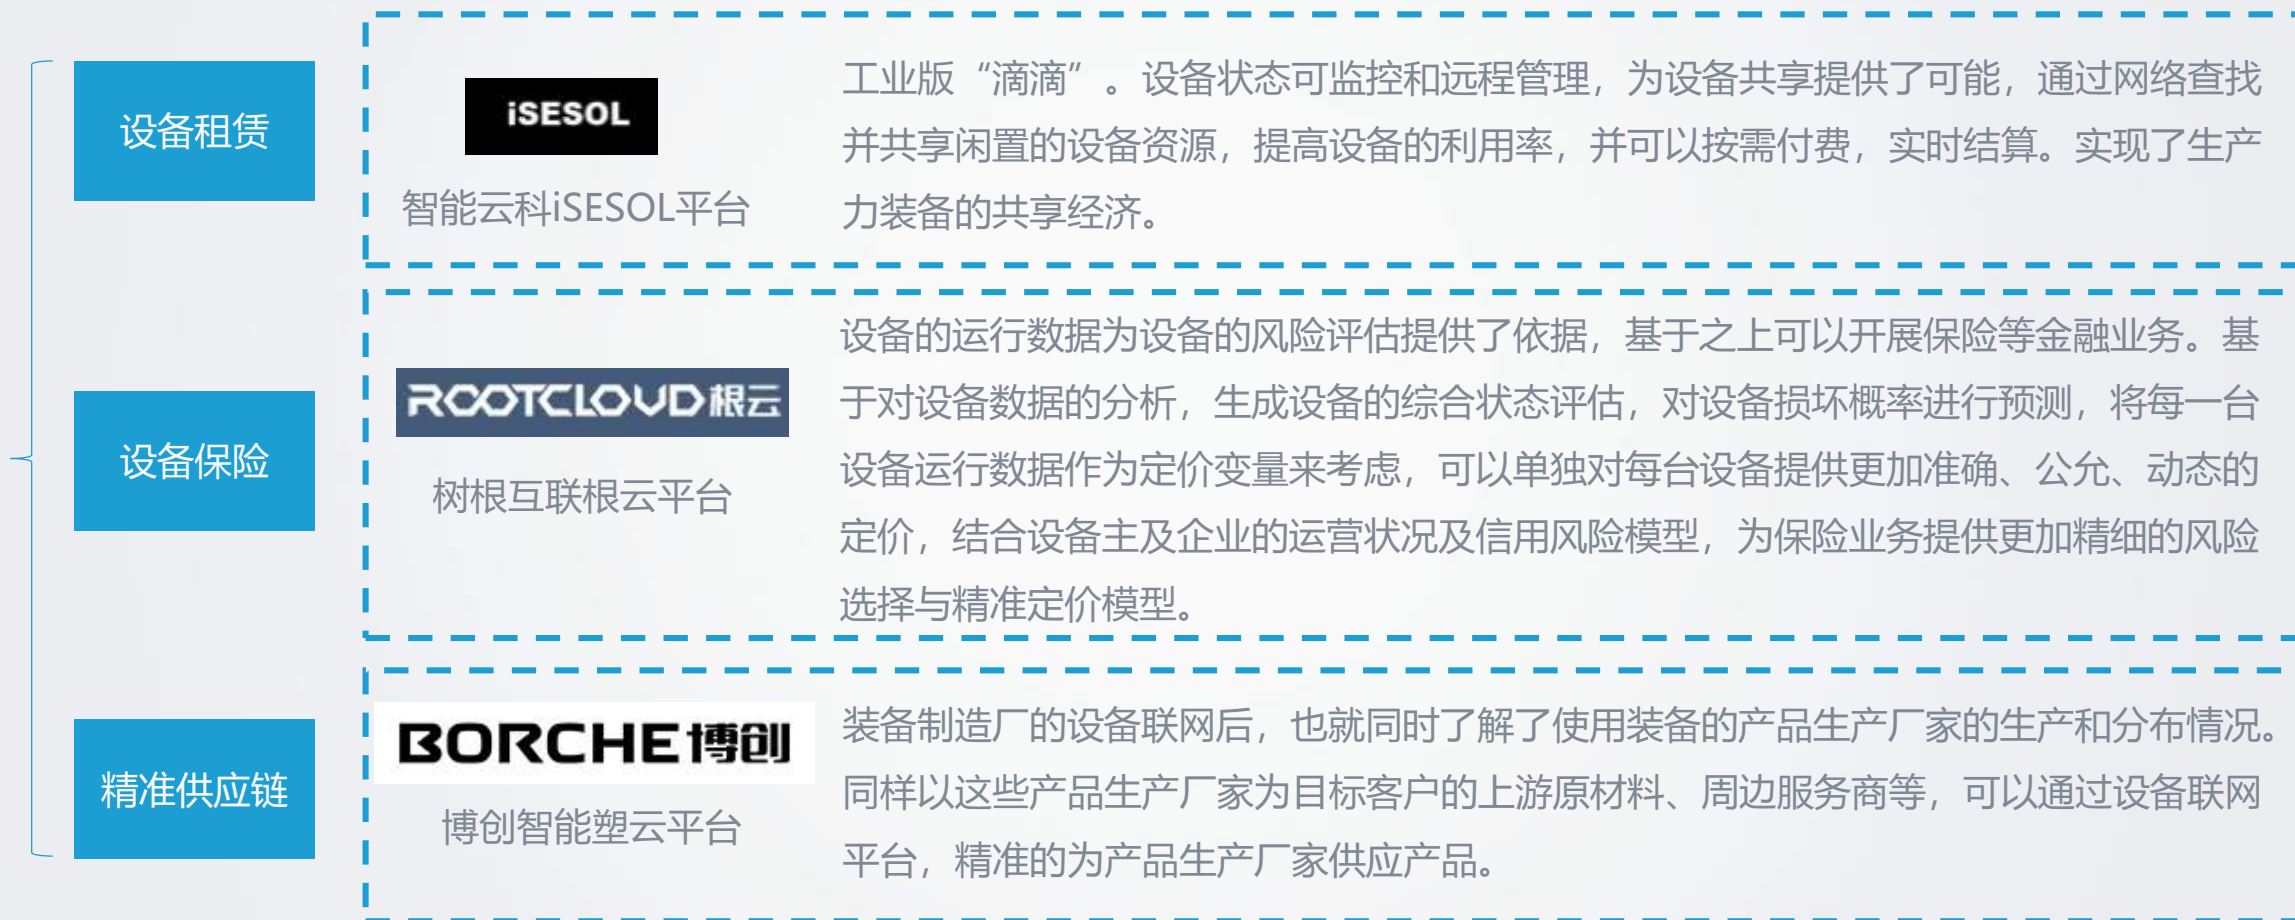 设备租赁
iSESOL
智能云科iSESOL平台
工业版“滴滴”。设备状态可监控和远程管理，为设备共享提供了可能，通过网络查找
并共享闲置的设备资源，提高设备的利用率，并可以按需付费，实时结算。实现了生产
力装备的共享经济。
设备保险
ROOTCLOUD根云
树根互联根云平台
设备的运行数据为设备的风险评估提供了依据，基于之上可以开展保险等金融业务。基
于对设备数据的分析，生成设备的综合状态评估，对设备损坏概率进行预测，将每一台
设备运行数据作为定价变量来考虑，可以单独对每台设备提供更加准确、公允、动态的
定价，结合设备主及企业的运营状况及信用风险模型，为保险业务提供更加精细的风险
选择与精准定价模型。
精准供应链
BORCHE博创
博创智能塑云平台
装备制造厂的设备联网后，也就同时了解了使用装备的产品生产厂家的生产和分布情况。
同样以这些产品生产厂家为目标客户的上游原材料、周边服务商等，可以通过设备联网
平台，精准的为产品生产厂家供应产品。